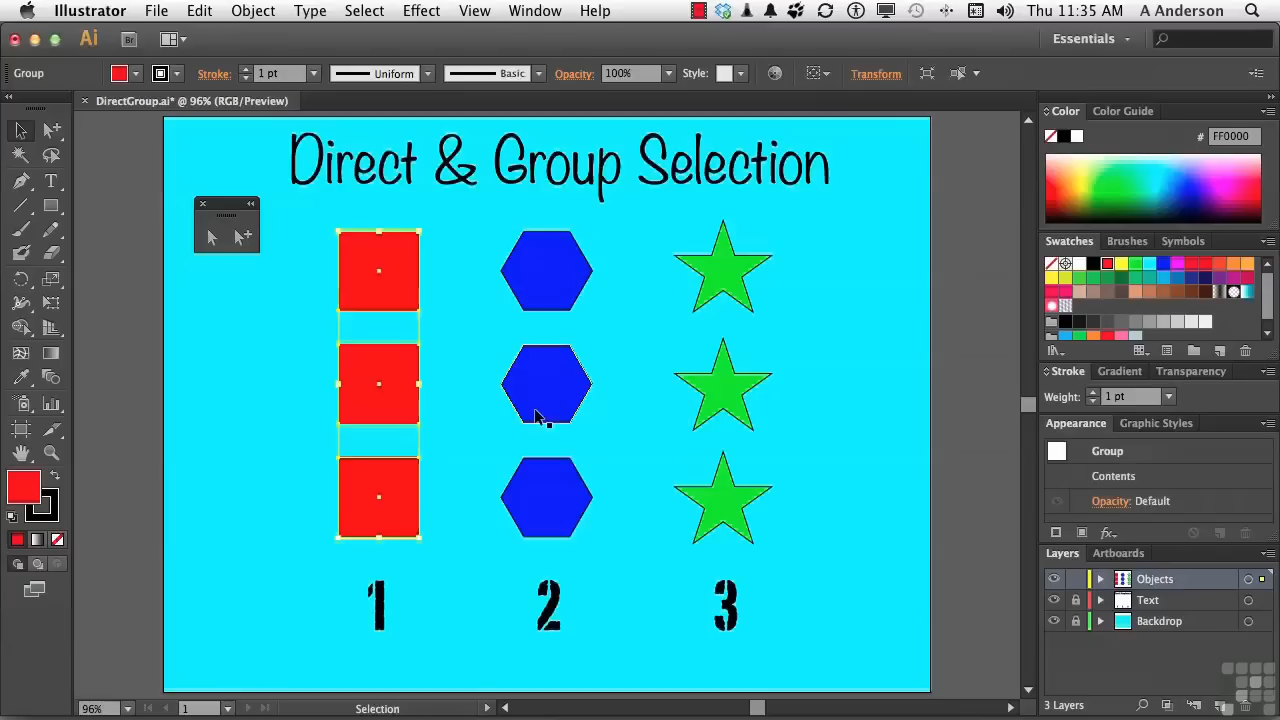 Illustrator File Edit Object Type Select Effect View Window Help Thu 11:35 AM A Anderson
Ai Br Essentials
Group Stroke: 1 pt Uniform Basic Opacity: 100% Style: Transform
DirectGroup.ai* @ 96% (RGB/Preview)
Direct & Group Selection
1 2 3
96% 1 Selection
Color Color Guide
# FF0000
Swatches Brushes Symbols
Stroke Gradient Transparency
Weight: 1 pt
Appearance Graphic Styles
Group
Contents
Opacity: Default
fx
Layers Artboards
Objects
Text
Backdrop
3 Layers